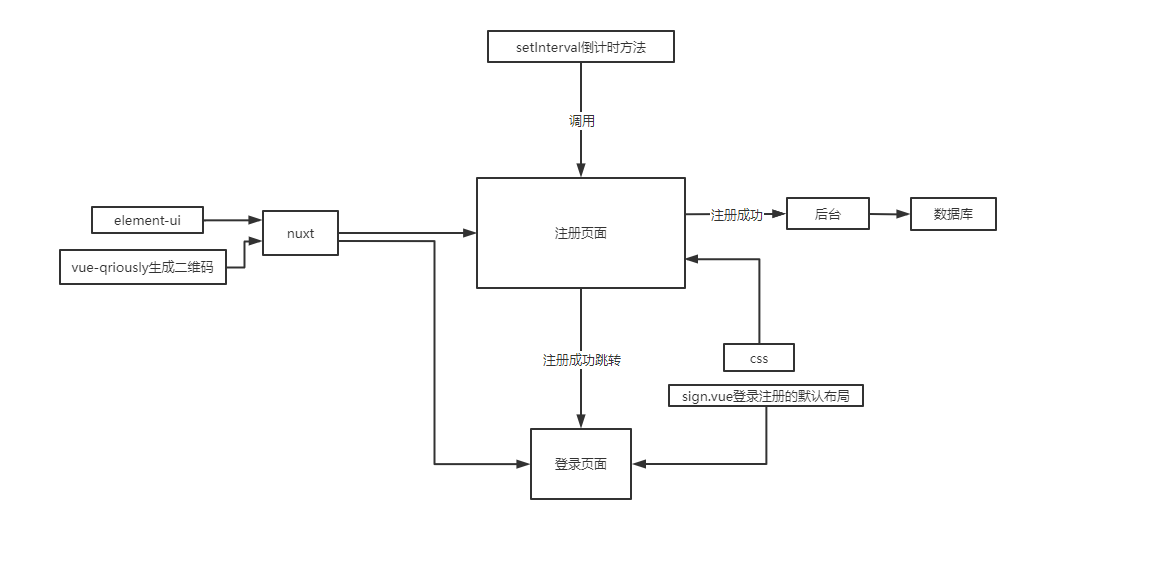 setInterval倒计时方法
调用
element-ui
vue-qriously生成二维码
nuxt
注册页面
注册成功
后台
数据库
注册成功跳转
css
sign.vue登录注册的默认布局
登录页面